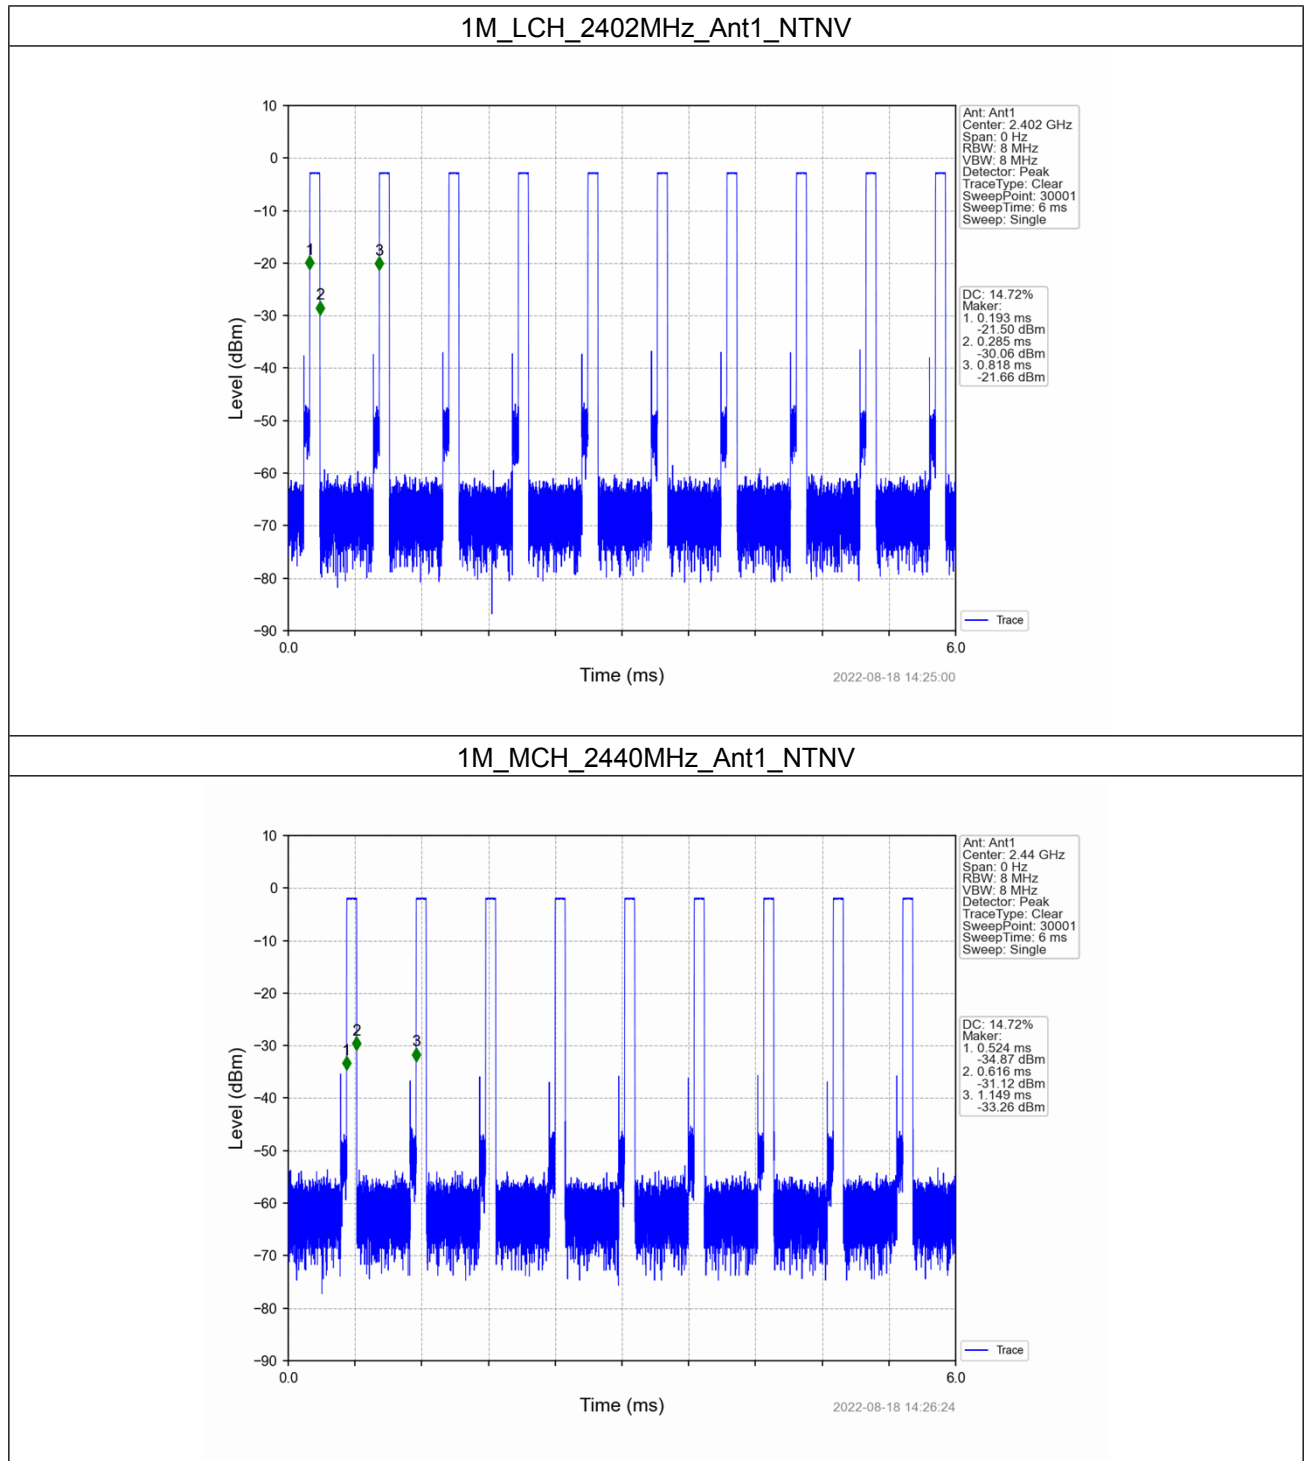 1M_LCH_2402MHz_Ant1_NTNV
10
0
−10
−20
−30
−40
−50
−60
−70
−80
−90
Level (dBm)
1
2
3
0.0
6.0
Time (ms)
2022-08-18 14:25:00
Ant: Ant1
Center: 2.402 GHz
Span: 0 Hz
RBW: 8 MHz
VBW: 8 MHz
Detector: Peak
TraceType: Clear
SweepPoint: 30001
SweepTime: 6 ms
Sweep: Single
DC: 14.72%
Maker:
1. 0.193 ms
-21.50 dBm
2. 0.285 ms
-30.06 dBm
3. 0.818 ms
-21.66 dBm
Trace
1M_MCH_2440MHz_Ant1_NTNV
10
0
−10
−20
−30
−40
−50
−60
−70
−80
−90
Level (dBm)
1
2
3
0.0
6.0
Time (ms)
2022-08-18 14:26:24
Ant: Ant1
Center: 2.44 GHz
Span: 0 Hz
RBW: 8 MHz
VBW: 8 MHz
Detector: Peak
TraceType: Clear
SweepPoint: 30001
SweepTime: 6 ms
Sweep: Single
DC: 14.72%
Maker:
1. 0.524 ms
-34.87 dBm
2. 0.616 ms
-31.12 dBm
3. 1.149 ms
-33.26 dBm
Trace